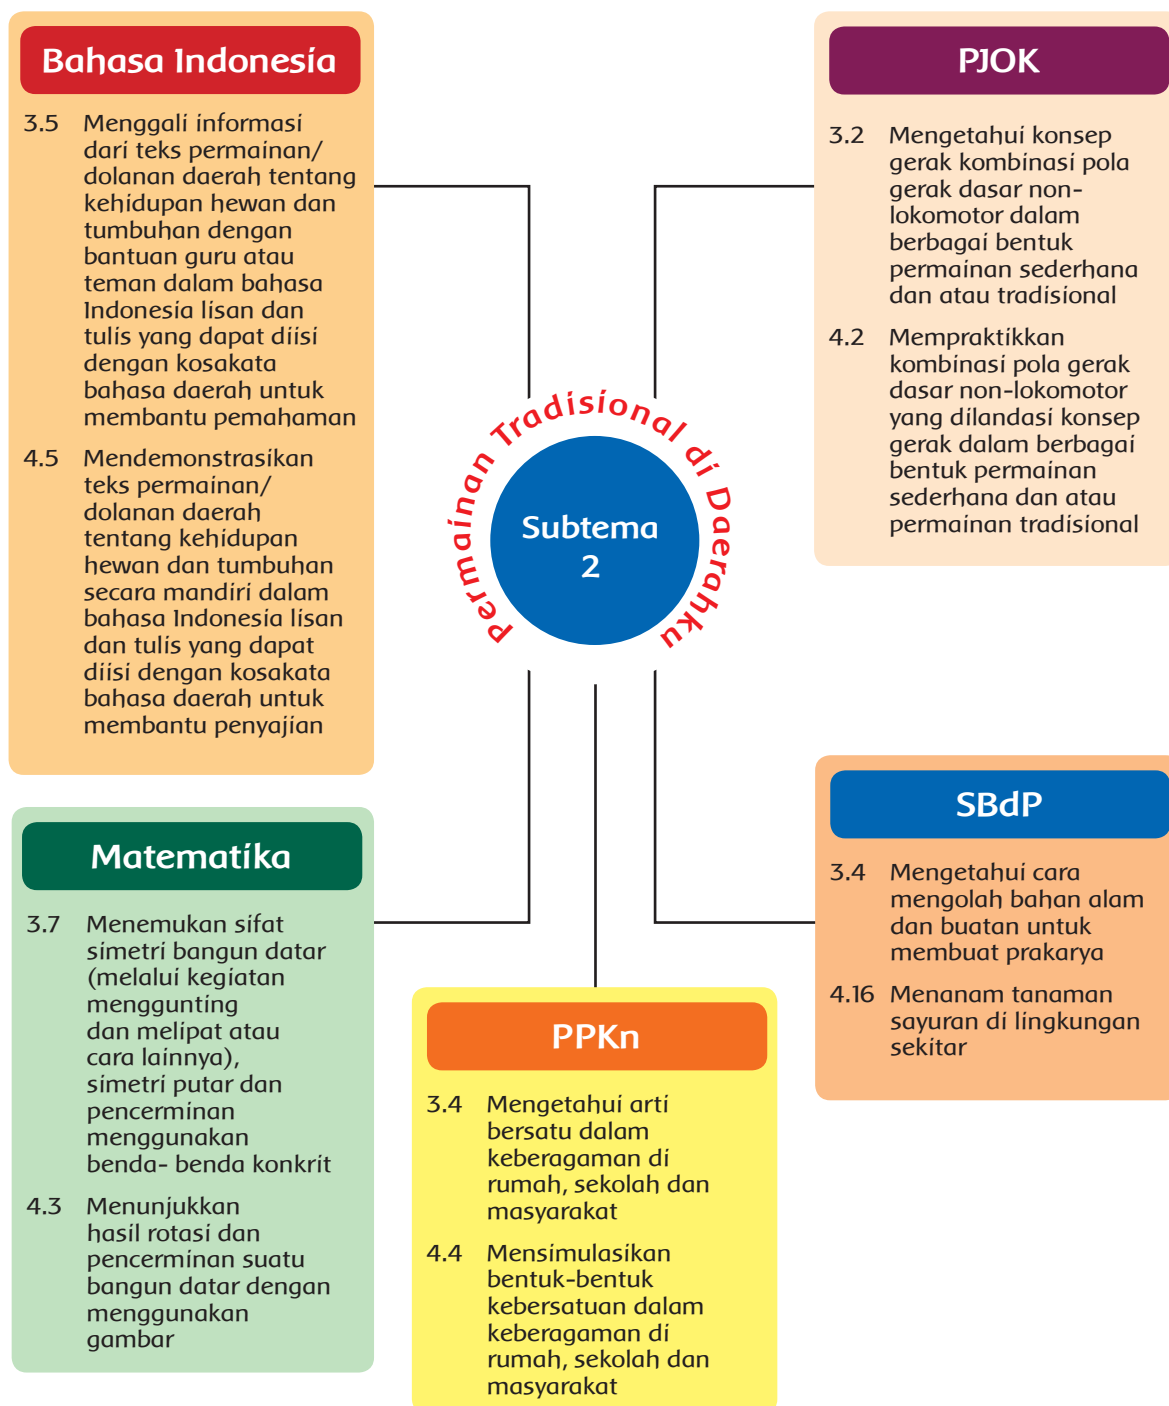 Bahasa Indonesia
3.5 Menggali informasi
dari teks permainan/
dolanan daerah tentang
kehidupan hewan dan
tumbuhan dengan
bantuan guru atau
teman dalam bahasa
Indonesia lisan dan
tulis yang dapat diisi
dengan kosakata
bahasa daerah untuk
membantu pemahaman
4.5 Mendemonstrasikan
teks permainan/
dolanan daerah
tentang kehidupan
hewan dan tumbuhan
secara mandiri dalam
bahasa Indonesia lisan
dan tulis yang dapat
diisi dengan kosakata
bahasa daerah untuk
membantu penyajian
PJOK
3.2 Mengetahui konsep
gerak kombinasi pola
gerak dasar non-
lokomotor dalam
berbagai bentuk
permainan sederhana
dan atau tradisional
4.2 Mempraktikkan
kombinasi pola gerak
dasar non-lokomotor
yang dilandasi konsep
gerak dalam berbagai
bentuk permainan
sederhana dan atau
permainan tradisional
Permainan Tradisional di Daerahku
Subtema
2
Matematika
3.7 Menemukan sifat
simetri bangun datar
(melalui kegiatan
menggunting
dan melipat atau
cara lainnya),
simetri putar dan
pencerminan
menggunakan
benda- benda konkrit
4.3 Menunjukkan
hasil rotasi dan
pencerminan suatu
bangun datar dengan
menggunakan
gambar
PPKn
3.4 Mengetahui arti
bersatu dalam
keberagaman di
rumah, sekolah dan
masyarakat
4.4 Mensimulasikan
bentuk-bentuk
kebersatuan dalam
keberagaman di
rumah, sekolah dan
masyarakat
SBdP
3.4 Mengetahui cara
mengolah bahan alam
dan buatan untuk
membuat prakarya
4.16 Menanam tanaman
sayuran di lingkungan
sekitar